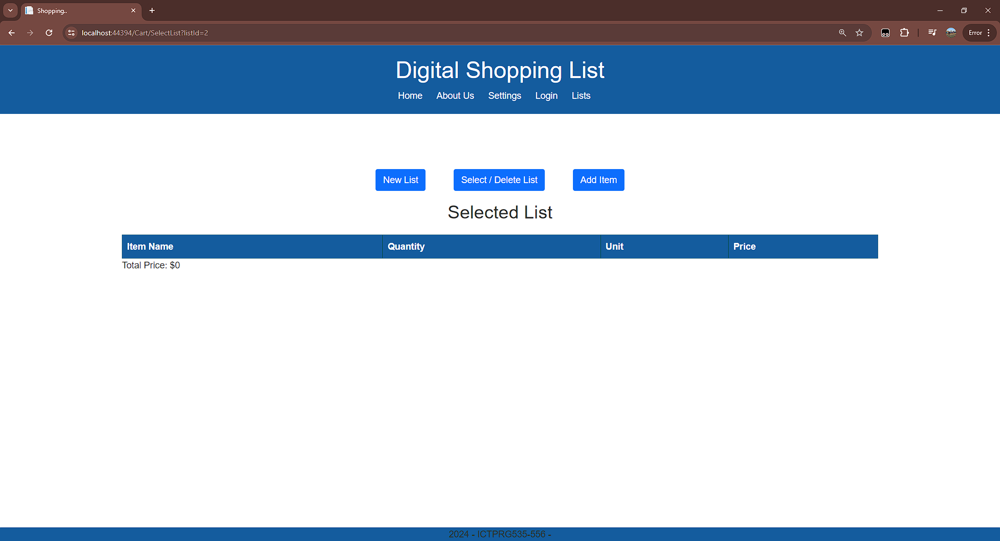 Shopping..
localhost:44394/Cart/SelectList?listId=2
Error
Digital Shopping List
Home About Us Settings Login Lists
New List Select / Delete List Add Item
Selected List
Item Name Quantity Unit Price
Total Price: $0
2024 - ICTPRG535-556 -